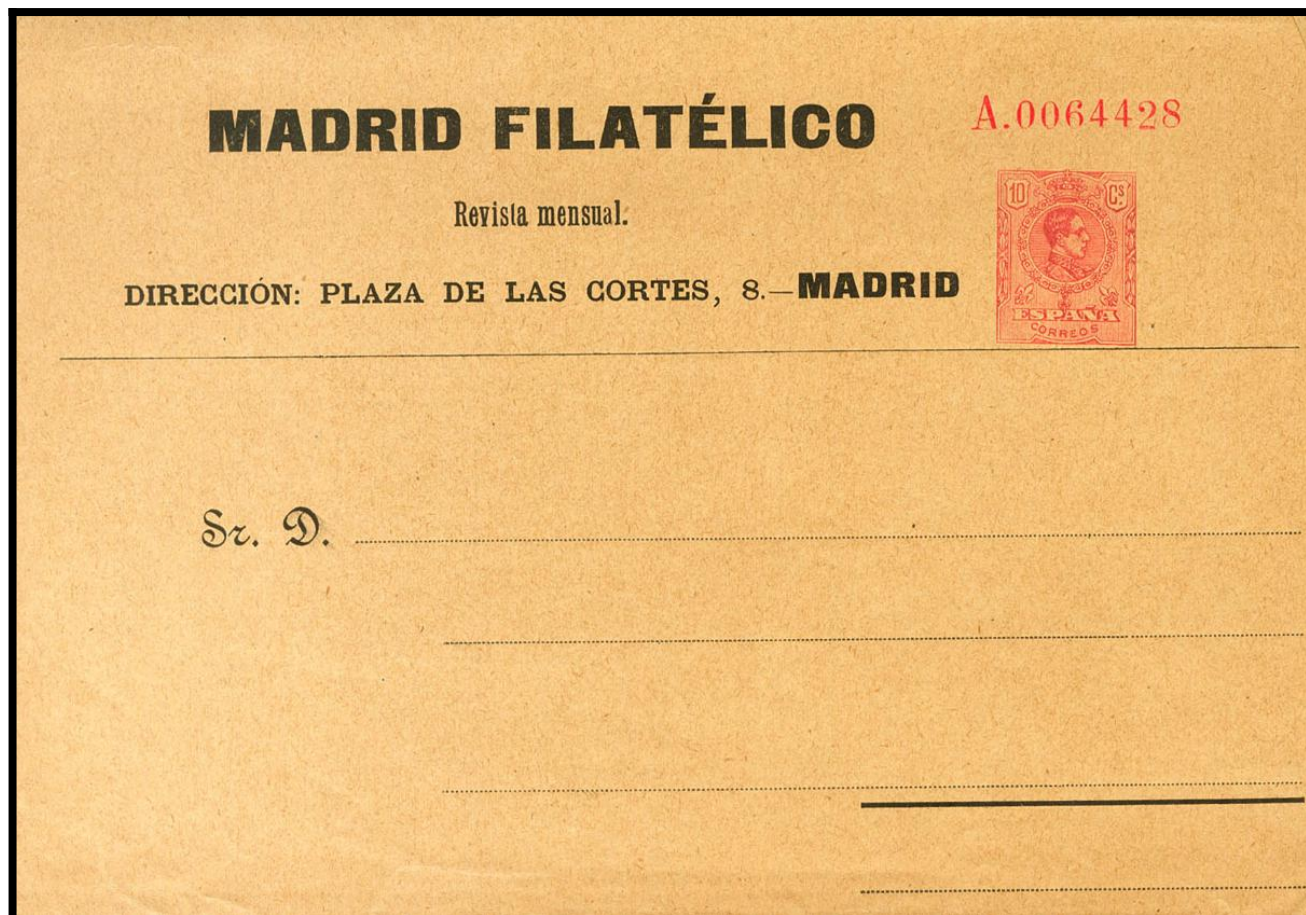 MADRID FILATÉLICO
A.0064428
Revista mensual.
10 Cs
DIRECCIÓN: PLAZA DE LAS CORTES, 8.—MADRID
ESPAÑA
CORREOS
Sr. D.